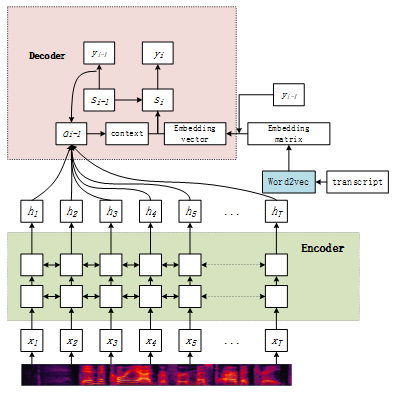 Decoder
y_{i-1} y_i
y_{i-1}
S_{i-1} S_i
α_{i-1} context Embedding vector Embedding matrix
Word2vec transcript
h_1 h_2 h_3 h_4 h_5 ... h_T
Encoder
x_1 x_2 x_3 x_4 x_5 ... x_T